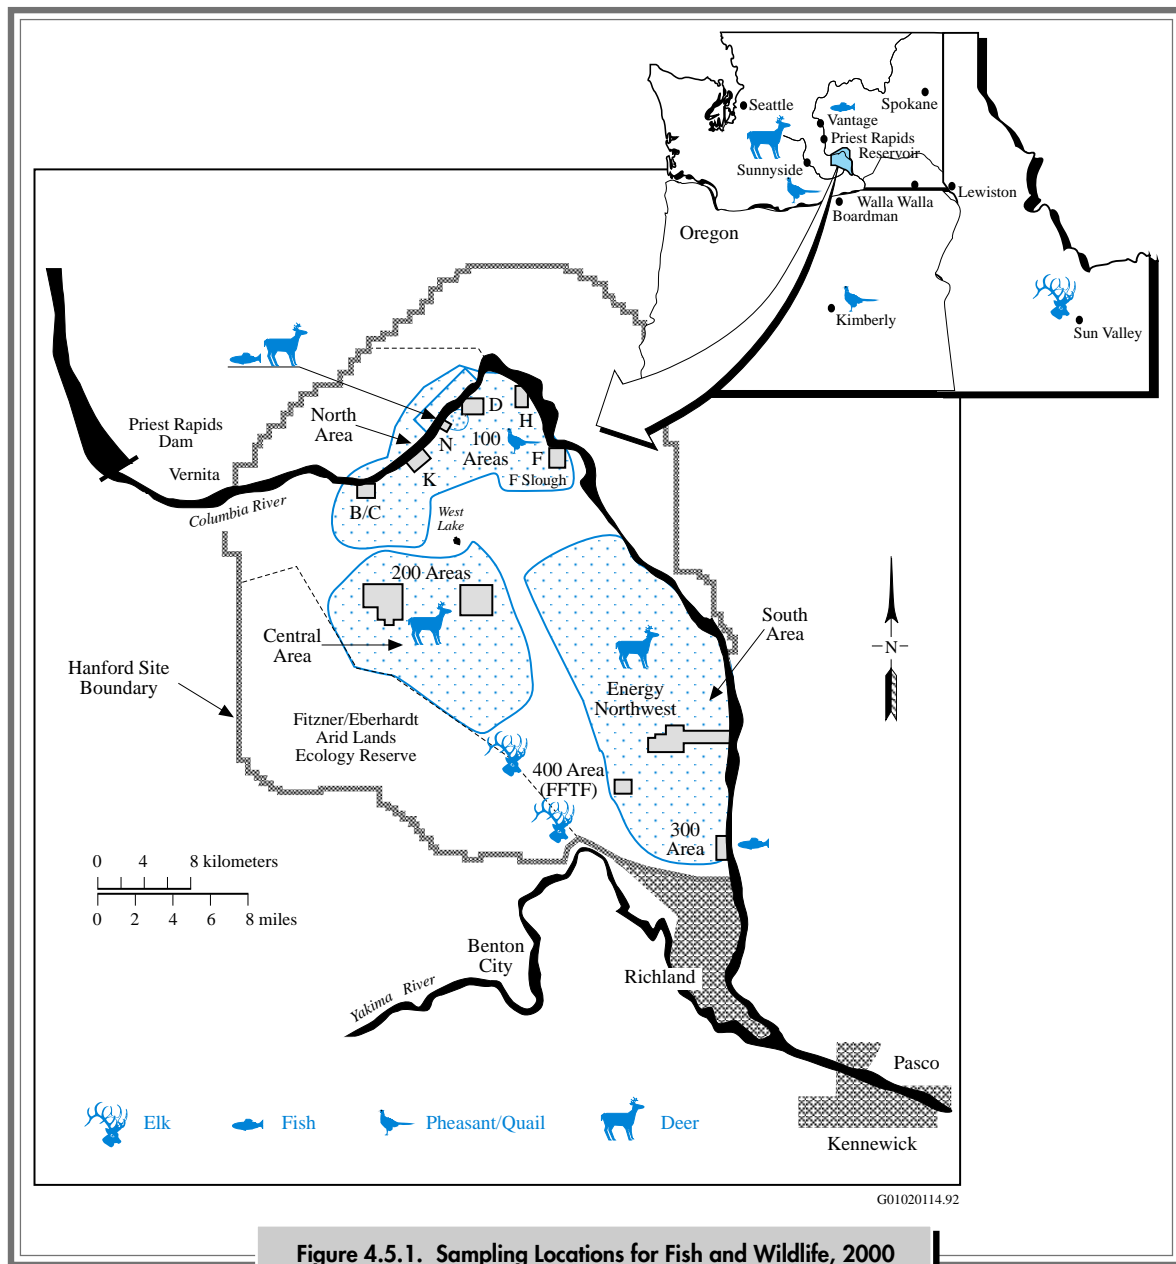 Seattle
Spokane
Vantage
Priest Rapids
Reservoir
Sunnyside
Walla Walla
Lewiston
Boardman
Oregon
Kimberly
Sun Valley
Priest Rapids
Dam
Vernita
Columbia River
North
Area
D
H
N
100
Areas
F
K
F Slough
B/C
West
Lake
200 Areas
Central
Area
South
Area
N
Hanford Site
Boundary
Energy
Northwest
Fitzner/Eberhardt
Arid Lands
Ecology Reserve
400 Area
(FFTF)
300
Area
0 4 8 kilometers
0 2 4 6 8 miles
Benton
City
Richland
Yakima River
Pasco
Kennewick
Elk
Fish
Pheasant/Quail
Deer
G01020114.92
Figure 4.5.1. Sampling Locations for Fish and Wildlife, 2000